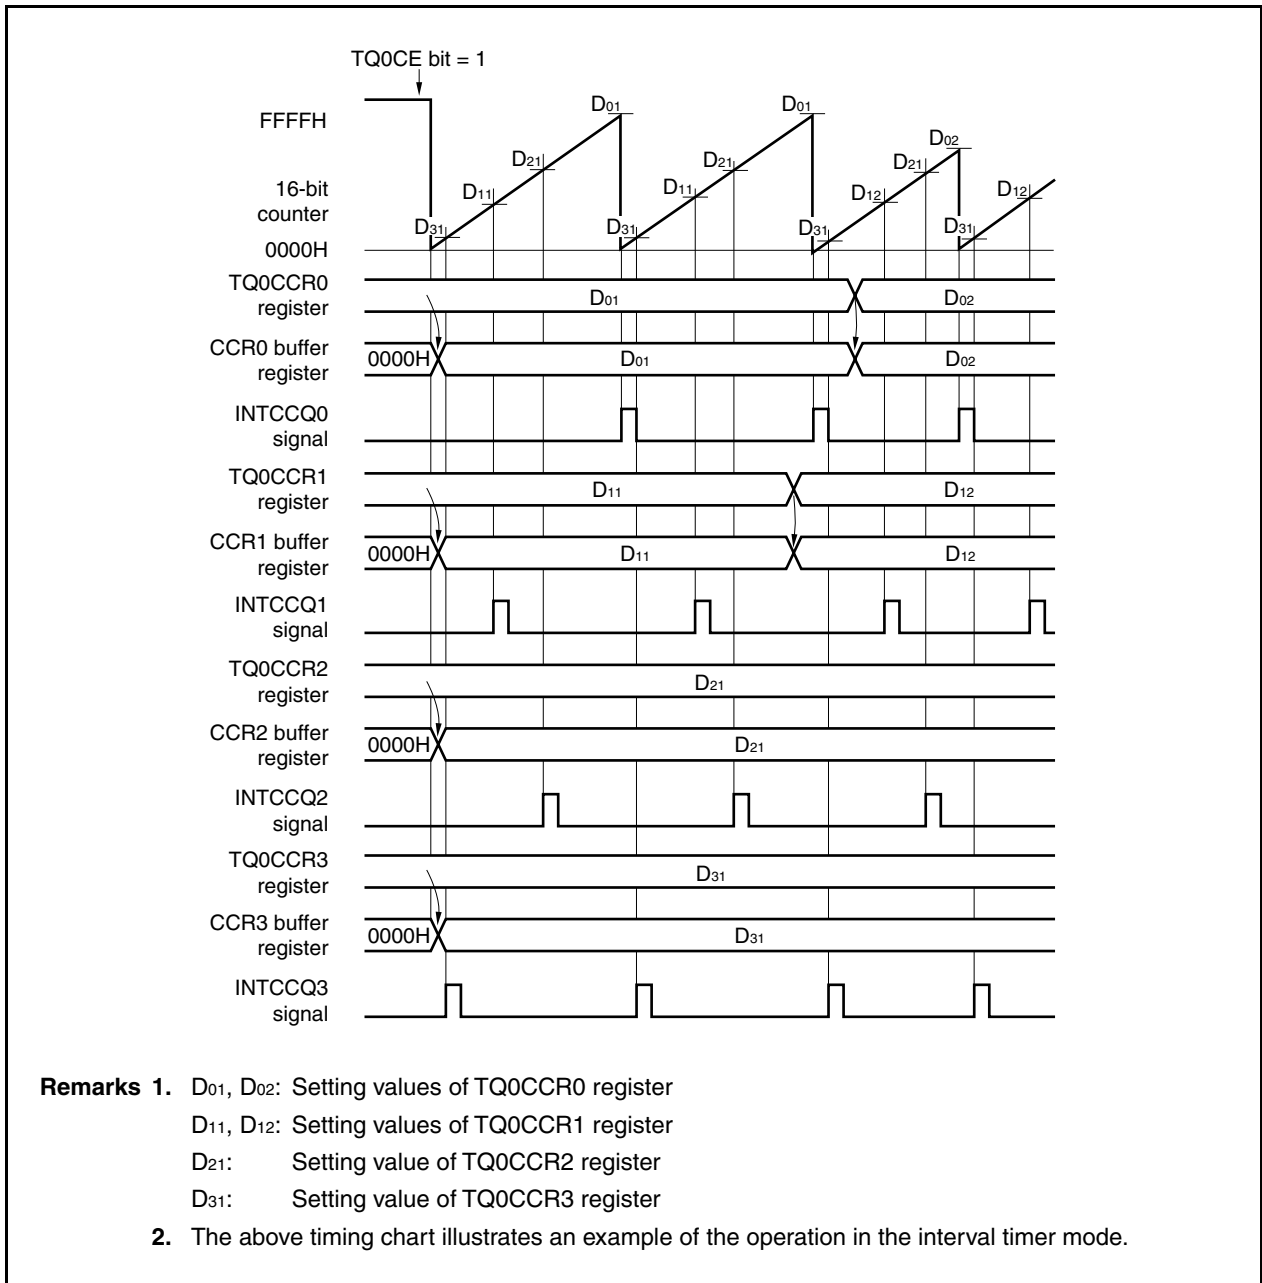 TQ0CE bit = 1
FFFFH
16-bit
counter
0000H
D31 D11 D21 D01 D31 D11 D21 D01 D31 D12 D21 D02 D31 D12
TQ0CCR0
register
D01 D02
CCR0 buffer
register
0000H D01 D02
INTCCQ0
signal
TQ0CCR1
register
D11 D12
CCR1 buffer
register
0000H D11 D12
INTCCQ1
signal
TQ0CCR2
register
D21
CCR2 buffer
register
0000H D21
INTCCQ2
signal
TQ0CCR3
register
D31
CCR3 buffer
register
0000H D31
INTCCQ3
signal
Remarks 1. D01, D02: Setting values of TQ0CCR0 register
D11, D12: Setting values of TQ0CCR1 register
D21: Setting value of TQ0CCR2 register
D31: Setting value of TQ0CCR3 register
2. The above timing chart illustrates an example of the operation in the interval timer mode.